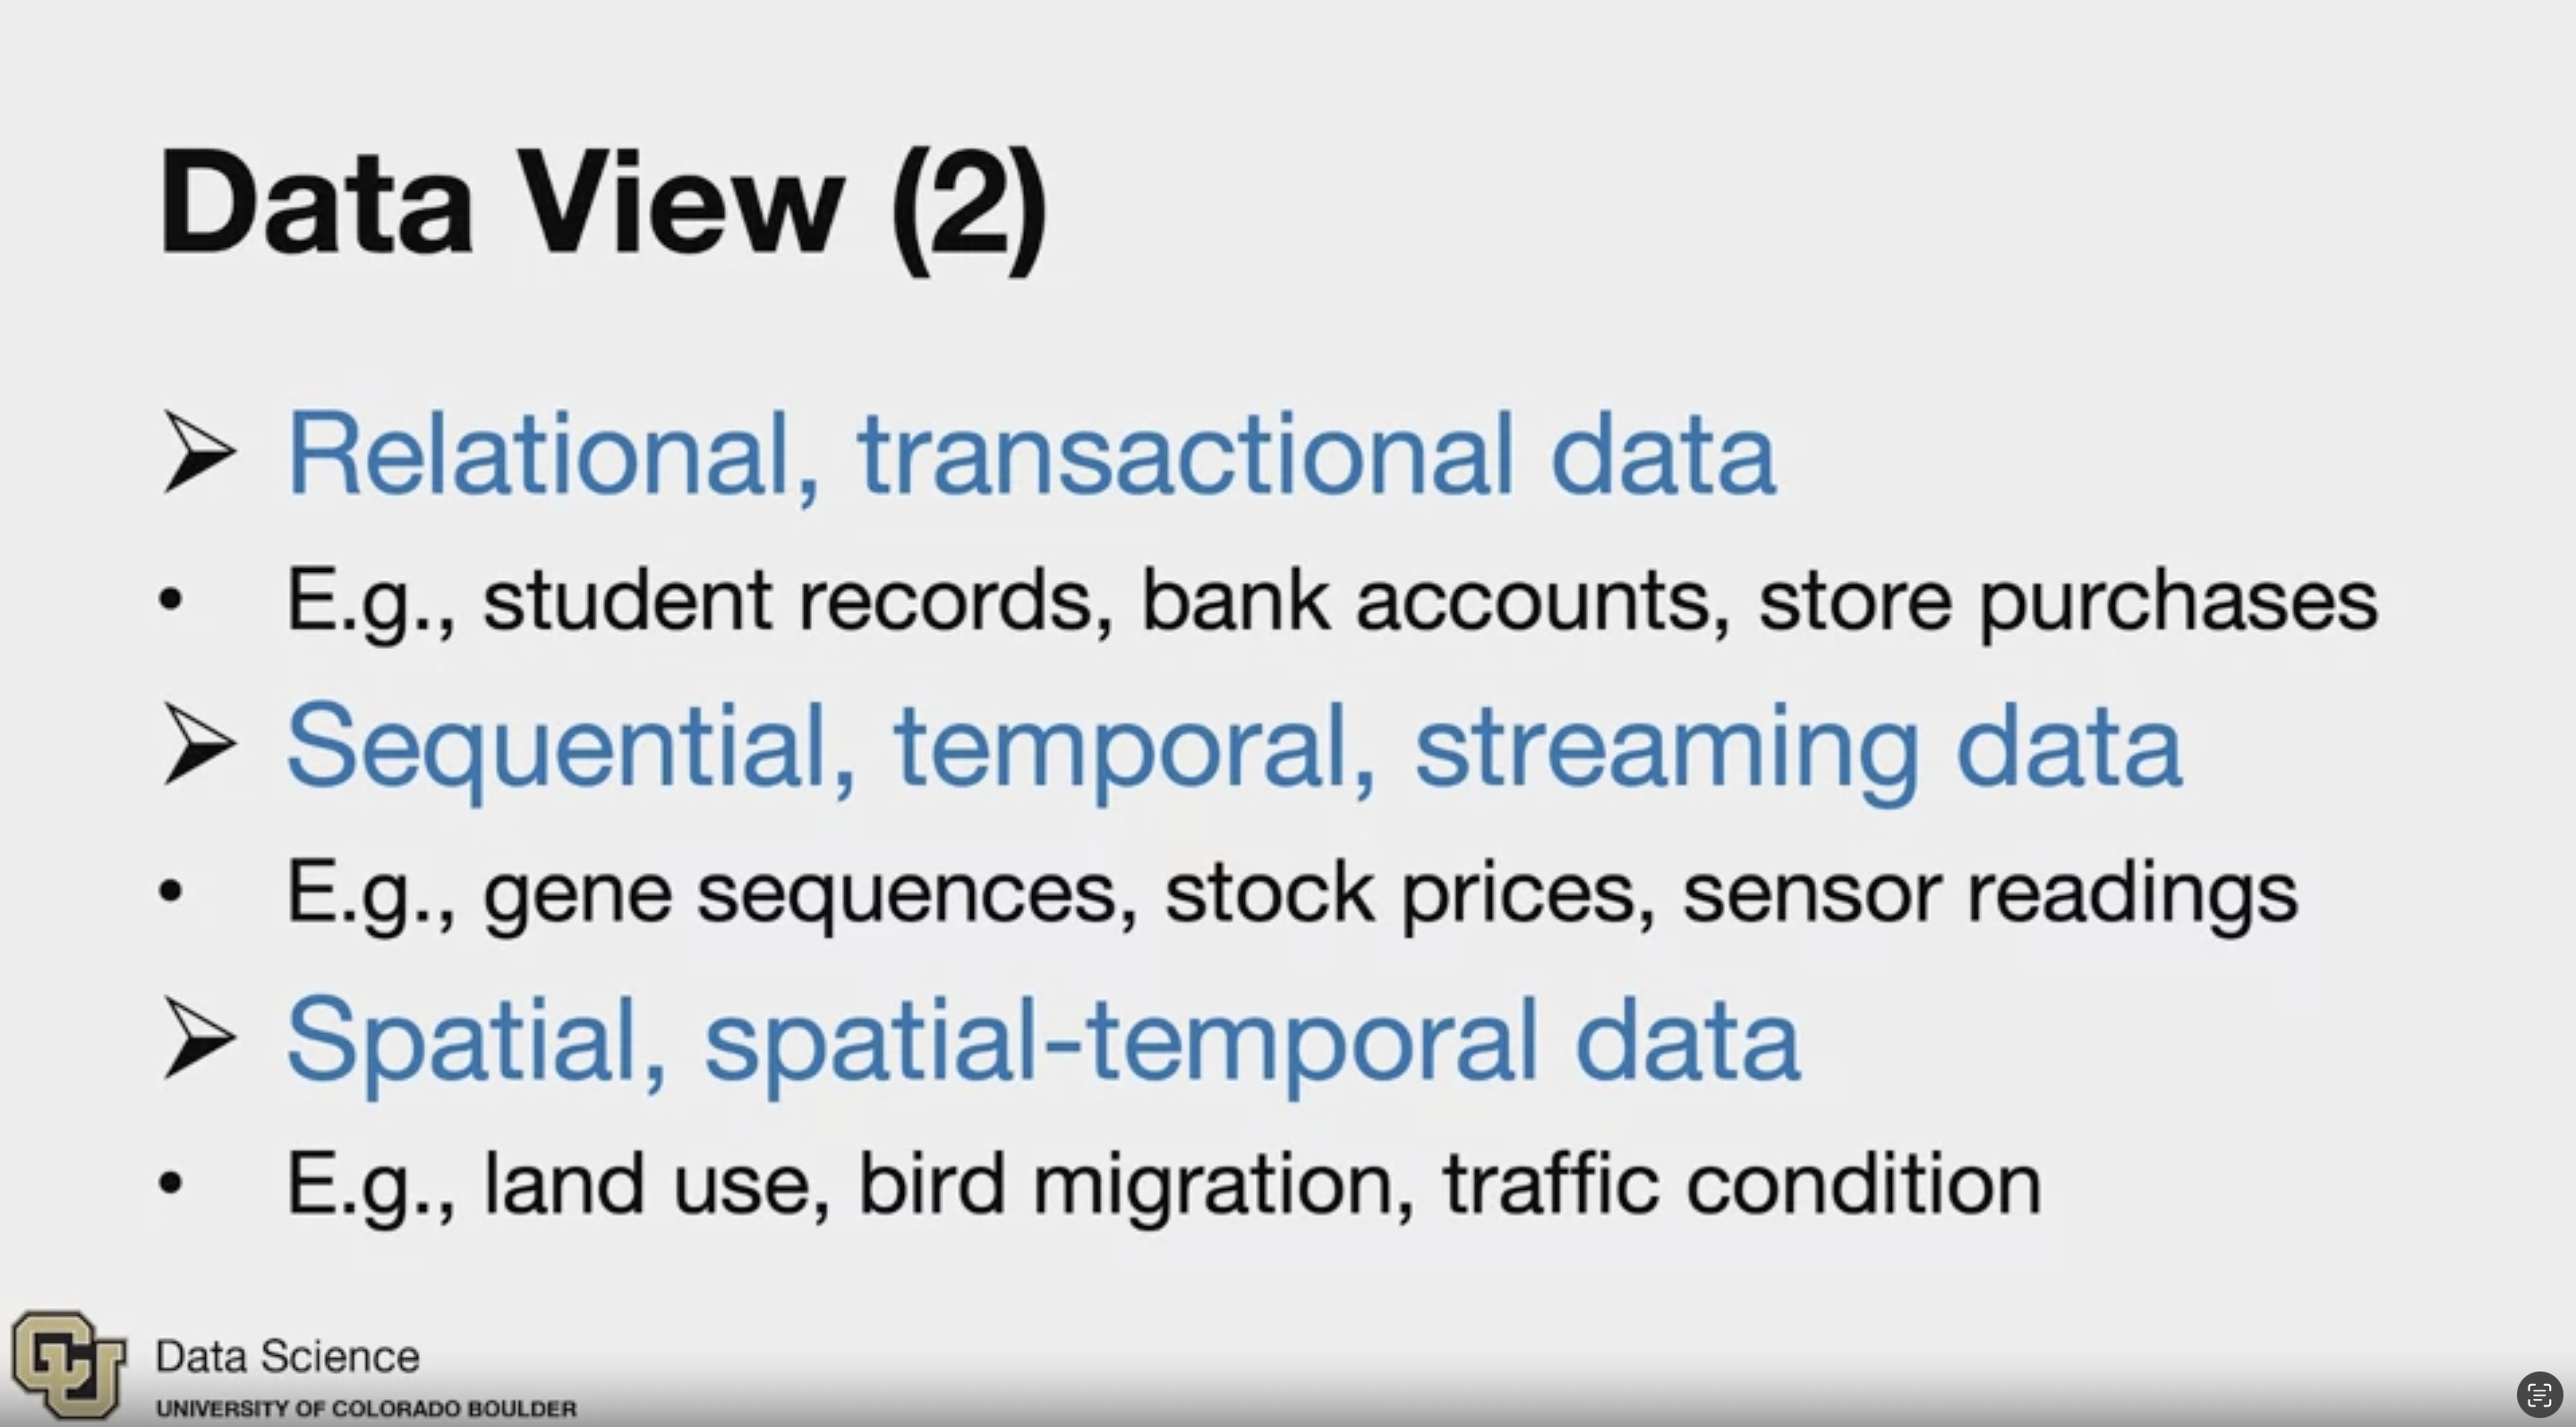 Data View (2)
➢ Relational, transactional data
• E.g., student records, bank accounts, store purchases
➢ Sequential, temporal, streaming data
• E.g., gene sequences, stock prices, sensor readings
➢ Spatial, spatial-temporal data
• E.g., land use, bird migration, traffic condition
CU
Data Science
UNIVERSITY OF COLORADO BOULDER